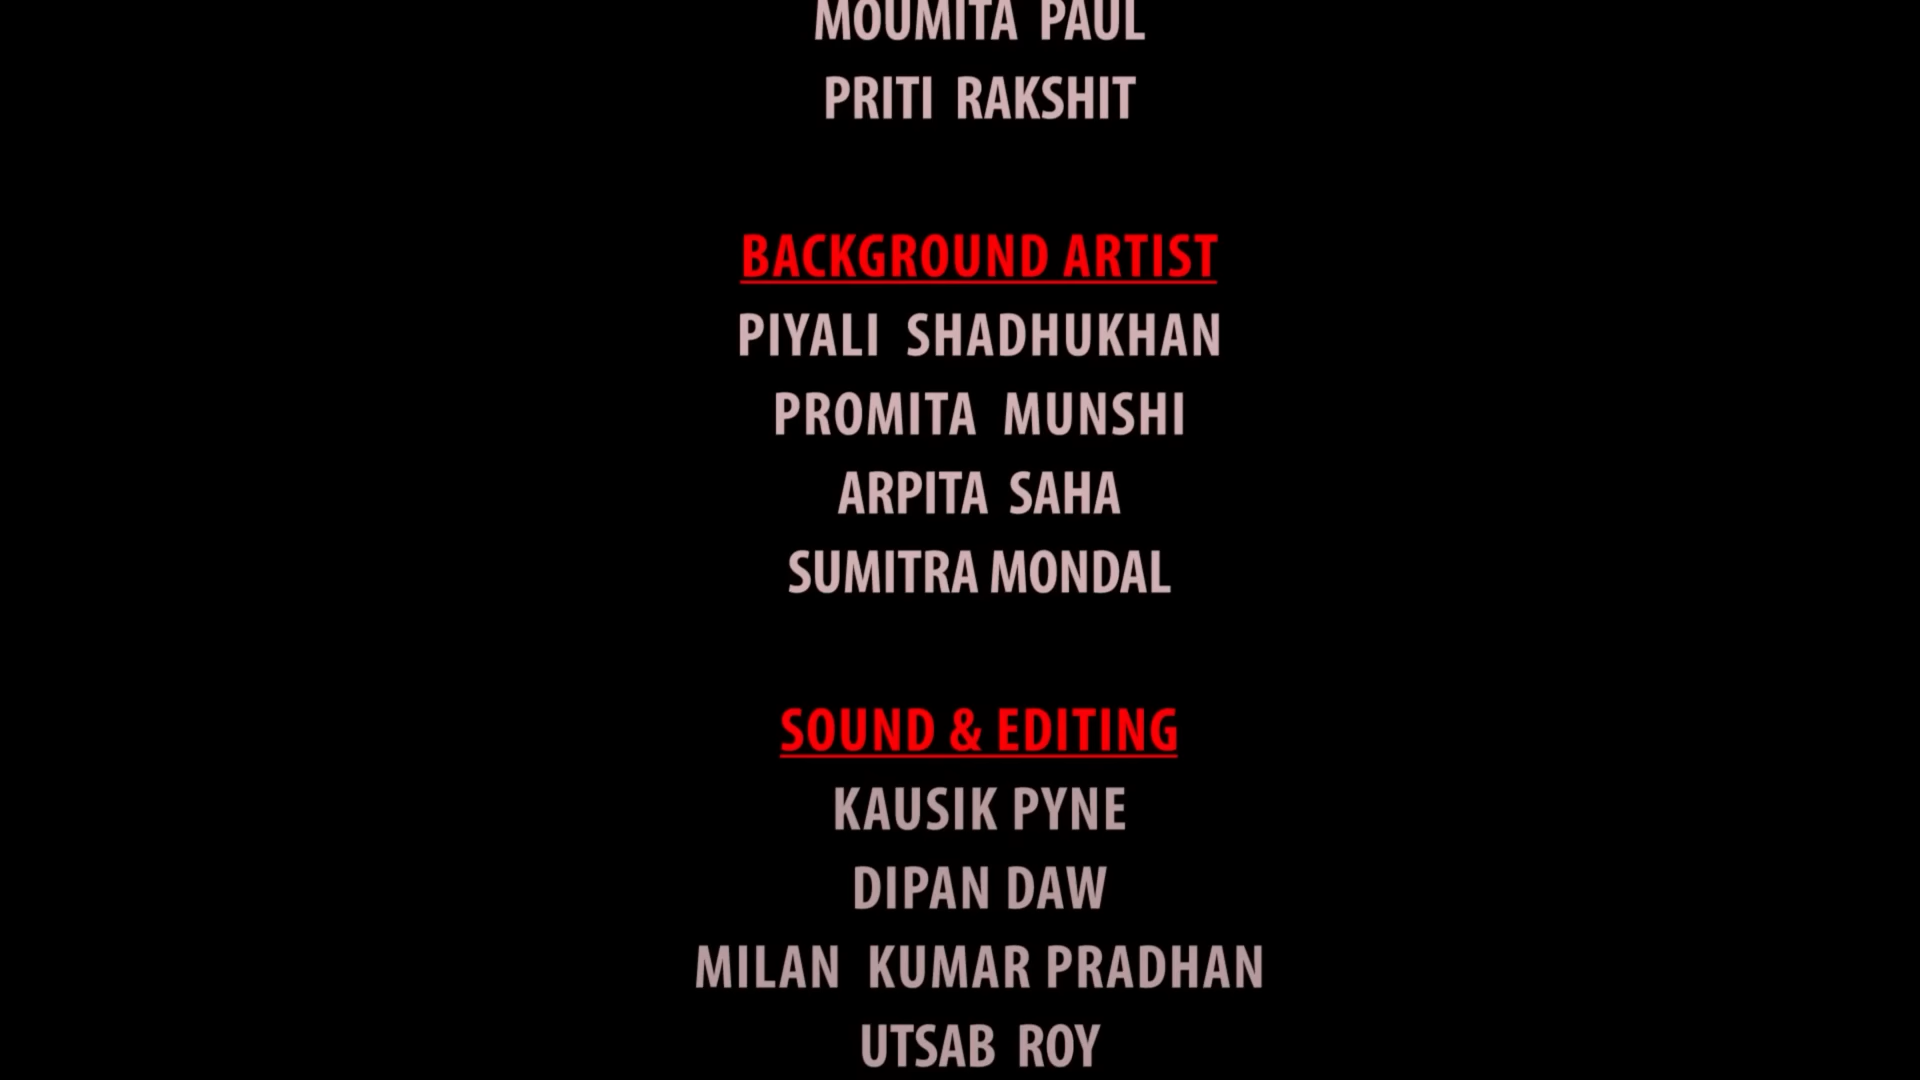 MOUMITA PAUL
PRITI RAKSHIT
BACKGROUND ARTIST
PIYALI SHADHUKHAN
PROMITA MUNSHI
ARPITA SAHA
SUMITRA MONDAL
SOUND & EDITING
KAUSIK PYNE
DIPAN DAW
MILAN KUMAR PRADHAN
UTSAB ROY